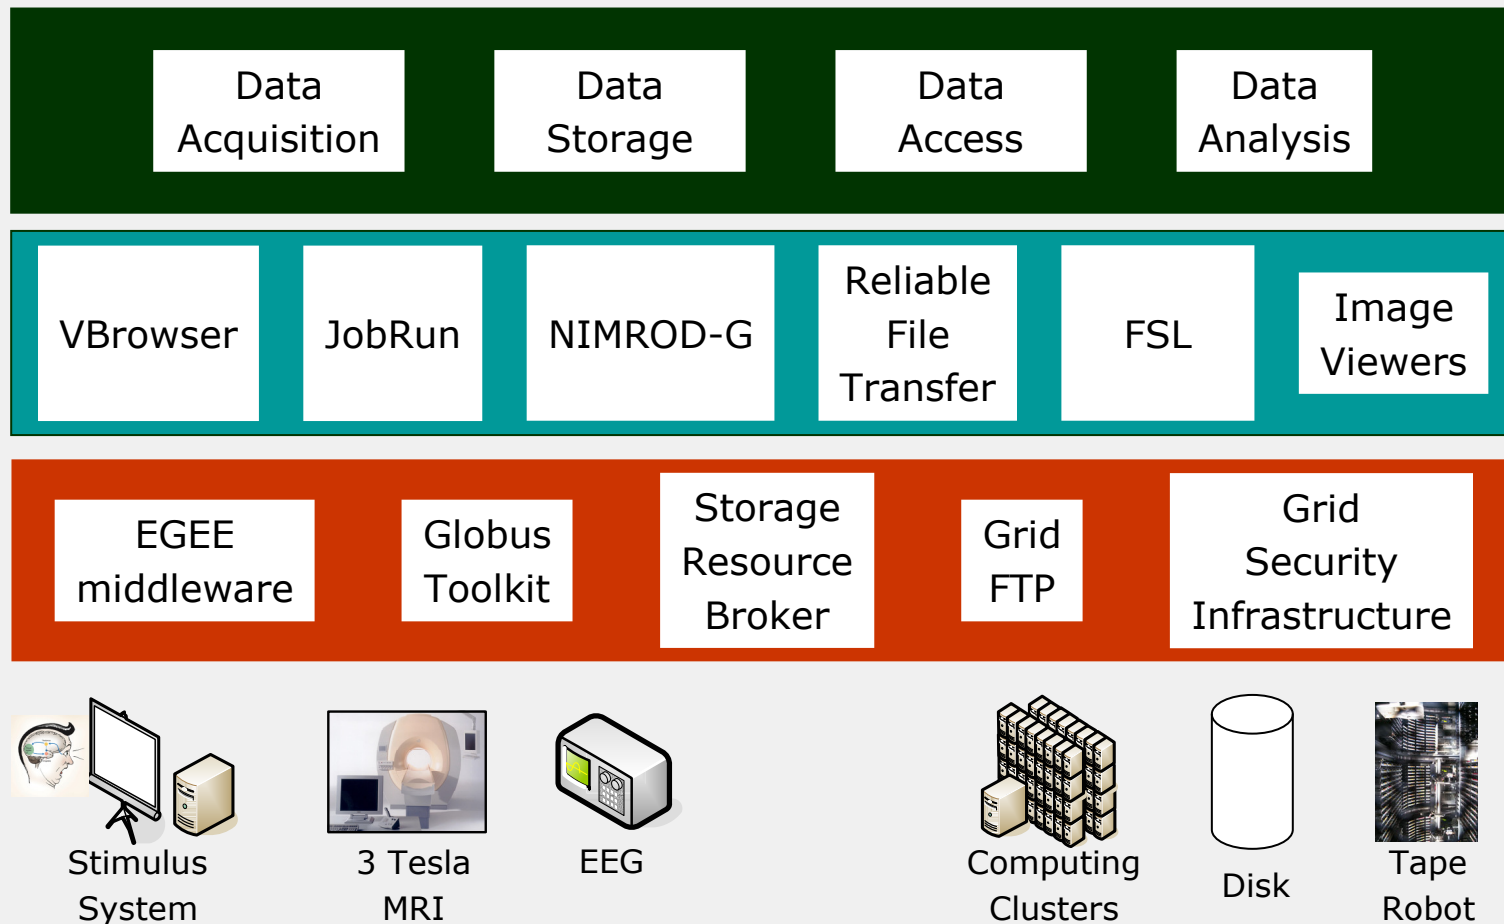 Data
Acquisition
Data
Storage
Data
Access
Data
Analysis
VBrowser
JobRun
NIMROD-G
Reliable
File
Transfer
FSL
Image
Viewers
EGEE
middleware
Globus
Toolkit
Storage
Resource
Broker
Grid
FTP
Grid
Security
Infrastructure
Stimulus
System
3 Tesla
MRI
EEG
Computing
Clusters
Disk
Tape
Robot